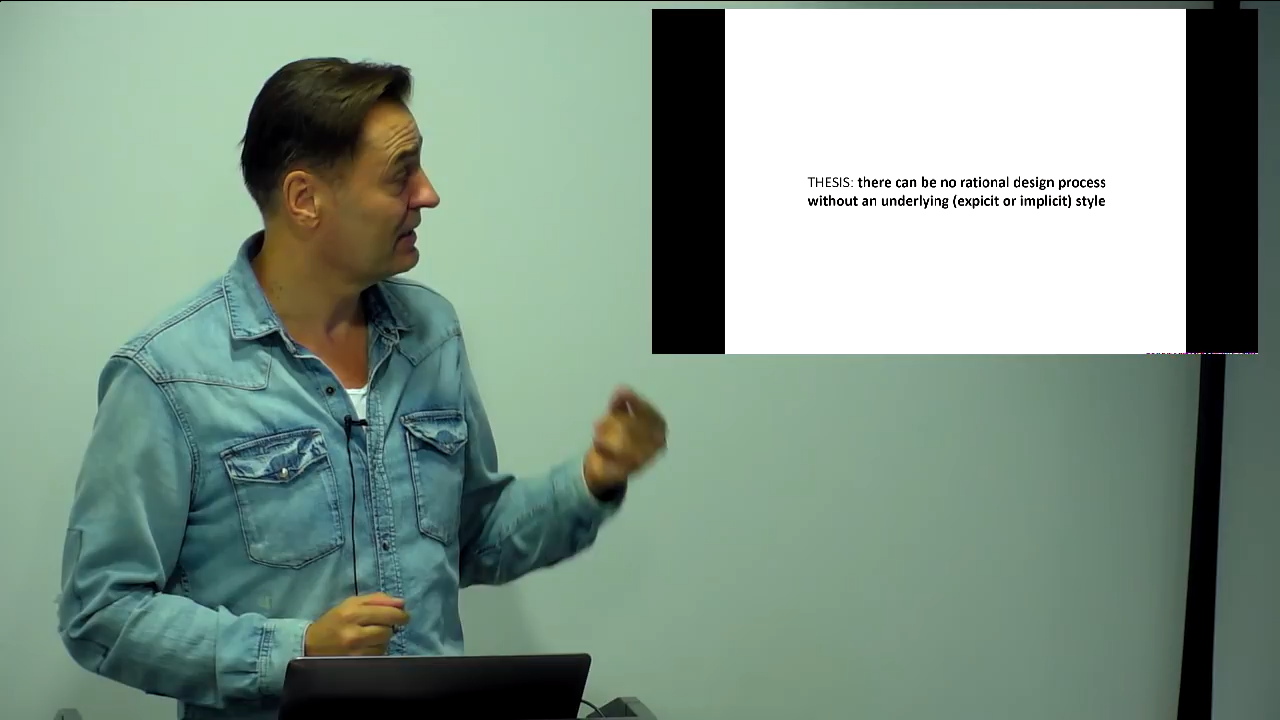 THESIS: there can be no rational design process
without an underlying (expicit or implicit) style